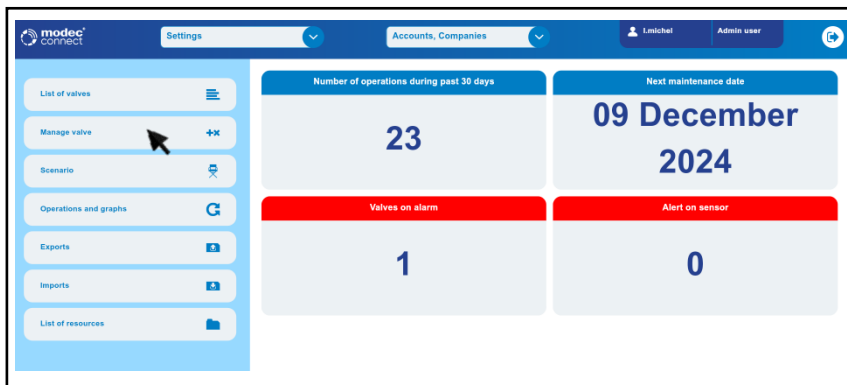 modec
connect
Settings
Accounts, Companies
l.michel
Admin user
List of valves
Manage valve
Scenario
Operations and graphs
Exports
Imports
List of resources
Number of operations during past 30 days
23
Next maintenance date
09 December
2024
Valves on alarm
1
Alert on sensor
0